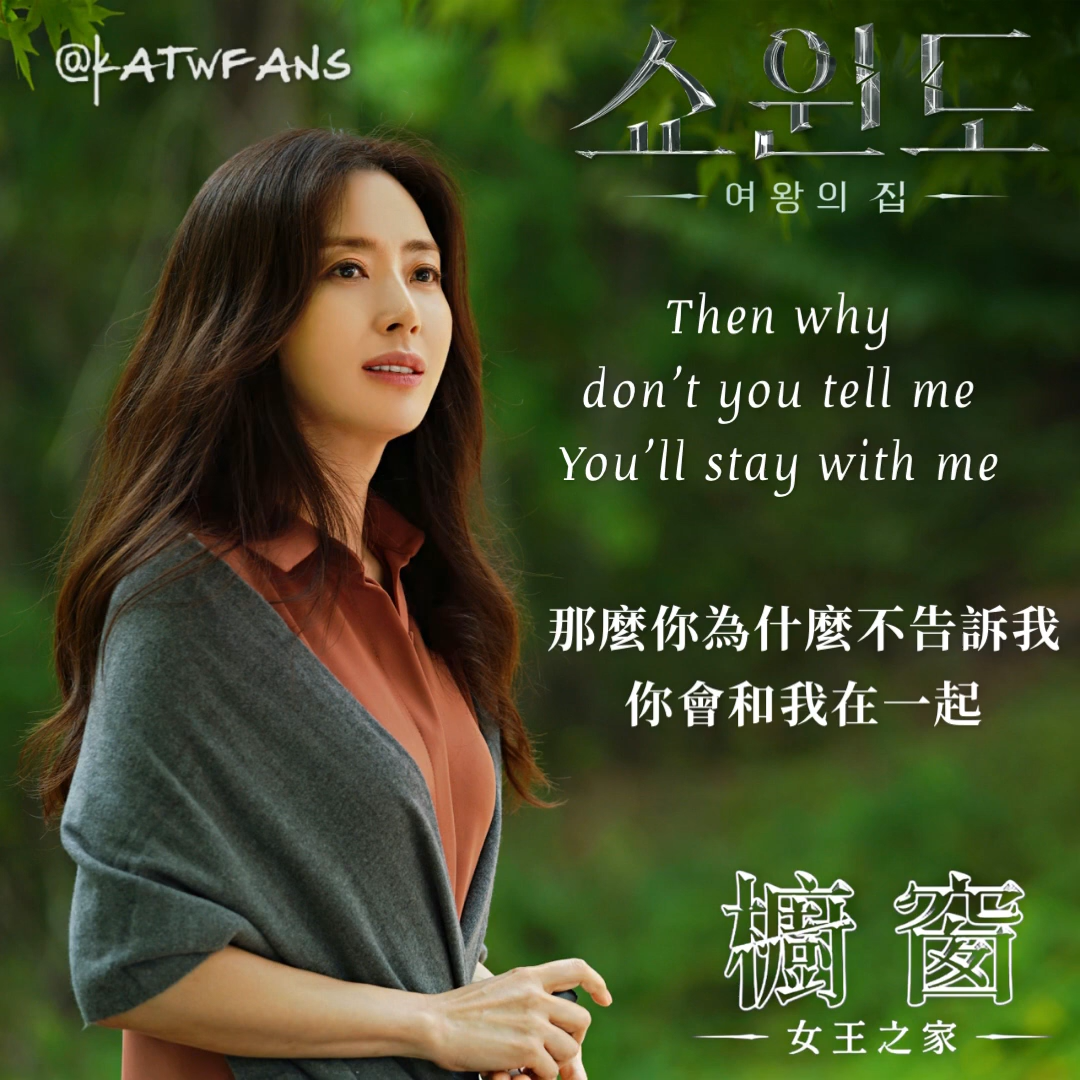 @KATWFANS
쇼윈도
여왕의 집
Then why
don't you tell me
You'll stay with me
那麼你為什麼不告訴我
你會和我在一起
櫥窗
女王之家